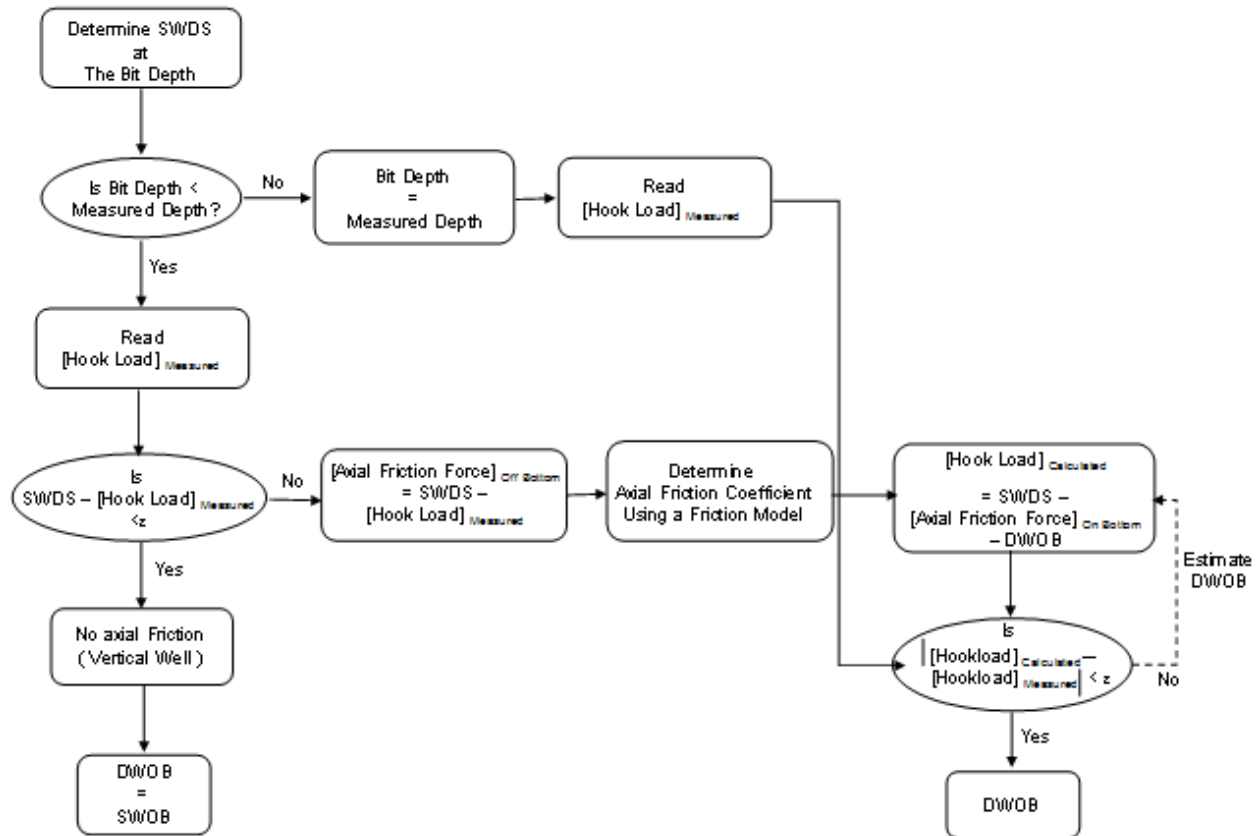 Determine SWDS
at
The Bit Depth
Is Bit Depth <
Measured Depth?
No
Bit Depth
=
Measured Depth
Read
[Hook Load] Measured
Yes
Read
[Hook Load] Measured
Is
SWDS – [Hook Load] Measured
<z
No
[Axial Friction Force] Off Bottom
= SWDS –
[Hook Load] Measured
Determine
Axial Friction Coefficient
Using a Friction Model
[Hook Load] Calculated
= SWDS –
[Axial Friction Force] On Bottom
– DWOB
Estimate
DWOB
Yes
No axial Friction
(Vertical Well)
Is
|[Hookload] Calculated –
[Hookload] Measured| < z
No
Yes
DWOB
=
SWOB
DWOB